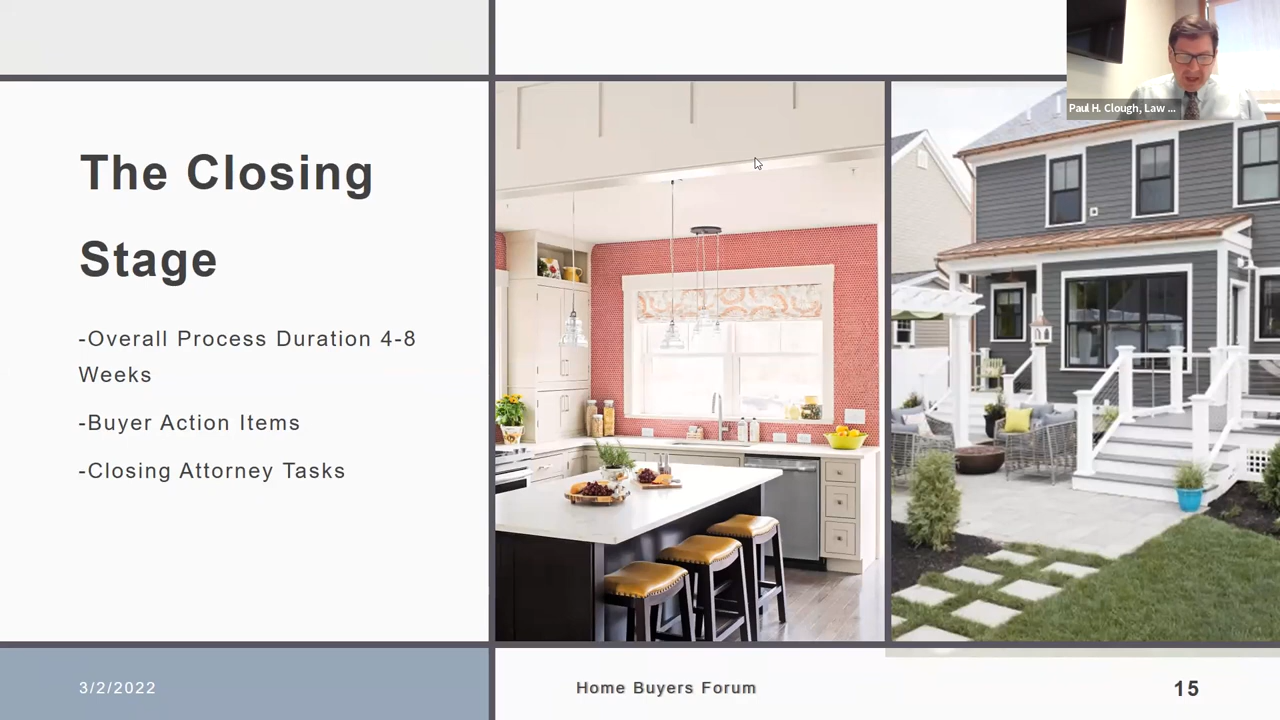 Paul H. Clough, Law ...
The Closing
Stage
-Overall Process Duration 4-8
Weeks
-Buyer Action Items
-Closing Attorney Tasks
3/2/2022
Home Buyers Forum
15